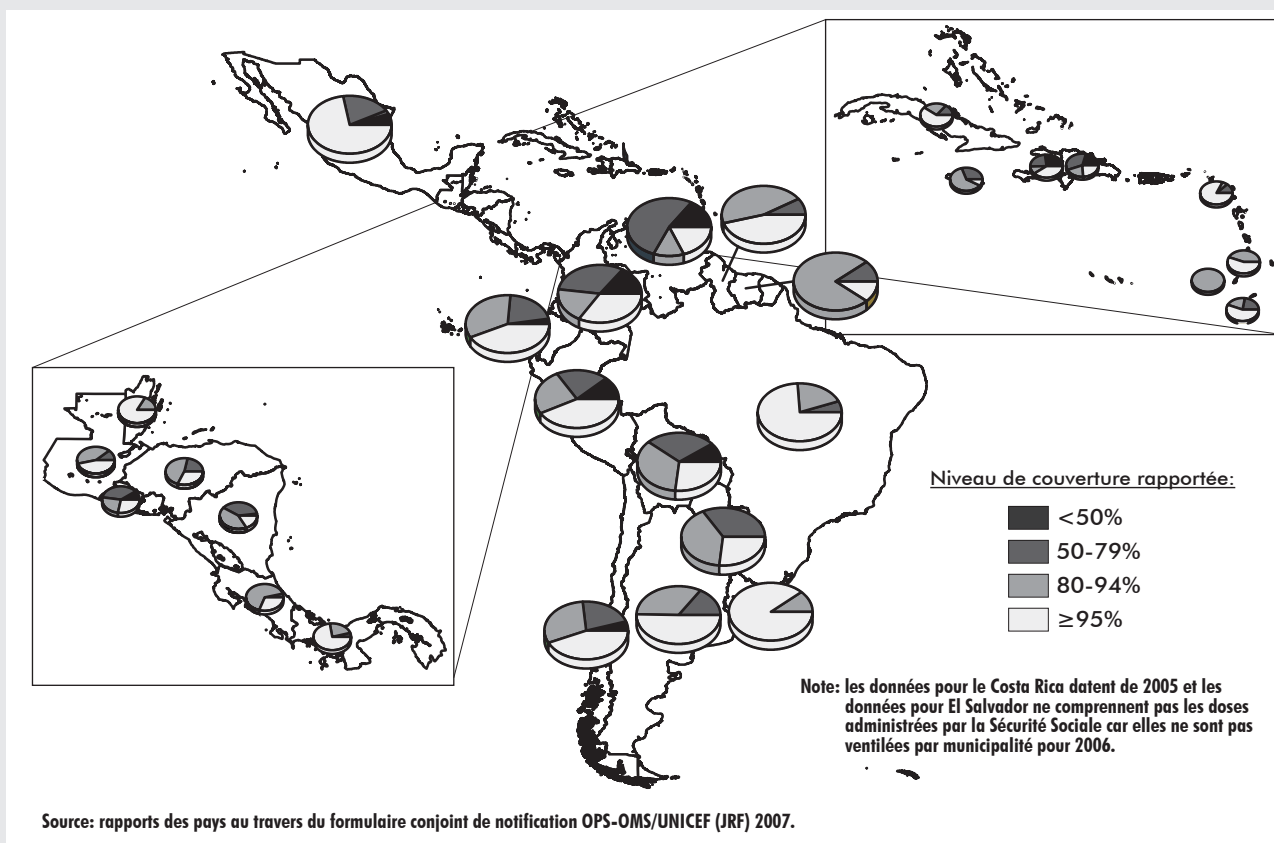 Niveau de couverture rapportée:
<50%
50-79%
80-94%
≥95%
Note: les données pour le Costa Rica datent de 2005 et les
données pour El Salvador ne comprennent pas les doses
administrées par la Sécurité Sociale car elles ne sont pas
ventilées par municipalité pour 2006.
Source: rapports des pays au travers du formulaire conjoint de notification OPS-OMS/UNICEF (JRF) 2007.